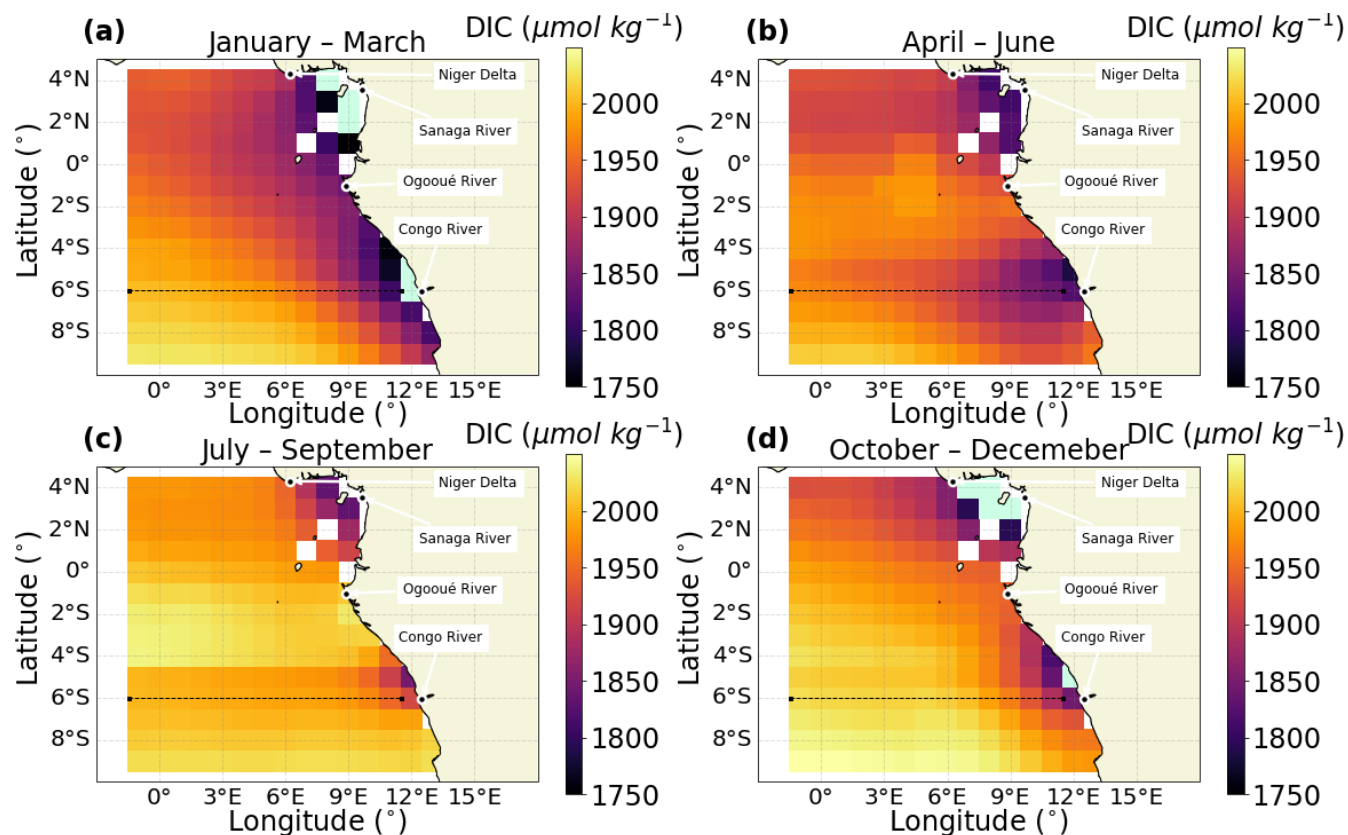 (a)
January – March
DIC (μmol kg⁻¹)
4°N
2°N
0°
2°S
4°S
6°S
8°S
Latitude (°)
0°
3°E
6°E
9°E
12°E
15°E
Longitude (°)
Niger Delta
Sanaga River
Ogooué River
Congo River
2000
1950
1900
1850
1800
1750
(b)
April – June
DIC (μmol kg⁻¹)
4°N
2°N
0°
2°S
4°S
6°S
8°S
Latitude (°)
0°
3°E
6°E
9°E
12°E
15°E
Longitude (°)
Niger Delta
Sanaga River
Ogooué River
Congo River
2000
1950
1900
1850
1800
1750
(c)
July – September
DIC (μmol kg⁻¹)
4°N
2°N
0°
2°S
4°S
6°S
8°S
Latitude (°)
0°
3°E
6°E
9°E
12°E
15°E
Longitude (°)
Niger Delta
Sanaga River
Ogooué River
Congo River
2000
1950
1900
1850
1800
1750
(d)
October – Decemeber
DIC (μmol kg⁻¹)
4°N
2°N
0°
2°S
4°S
6°S
8°S
Latitude (°)
0°
3°E
6°E
9°E
12°E
15°E
Longitude (°)
Niger Delta
Sanaga River
Ogooué River
Congo River
2000
1950
1900
1850
1800
1750